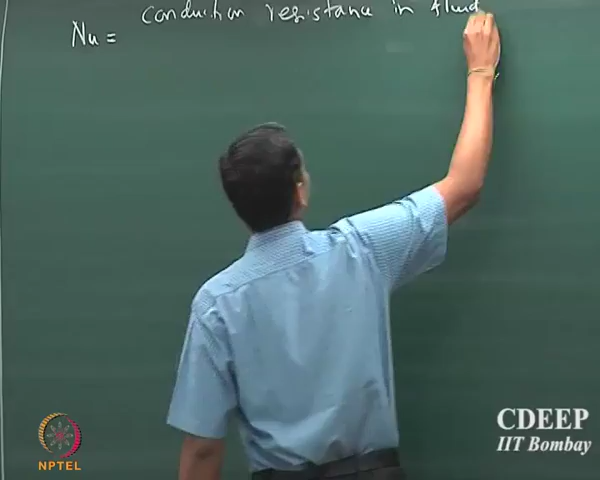 conduction resistance in fluid
Nu =
NPTEL
CDEEP
IIT Bombay